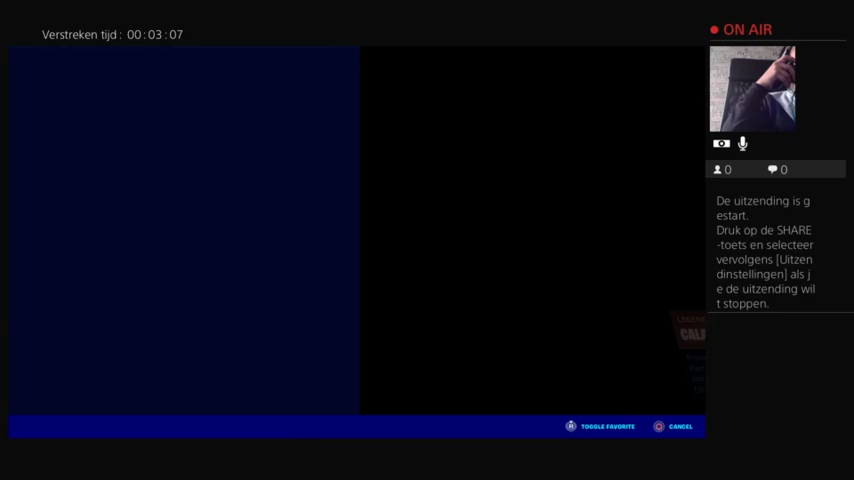 Verstreken tijd: 00:03:07
ON AIR
0 0
De uitzending is g
estart.
Druk op de SHARE
-toets en selecteer
vervolgens [Uitzen
dinstellingen] als j
e de uitzending wil
t stoppen.
TOGGLE FAVORITE
CANCEL